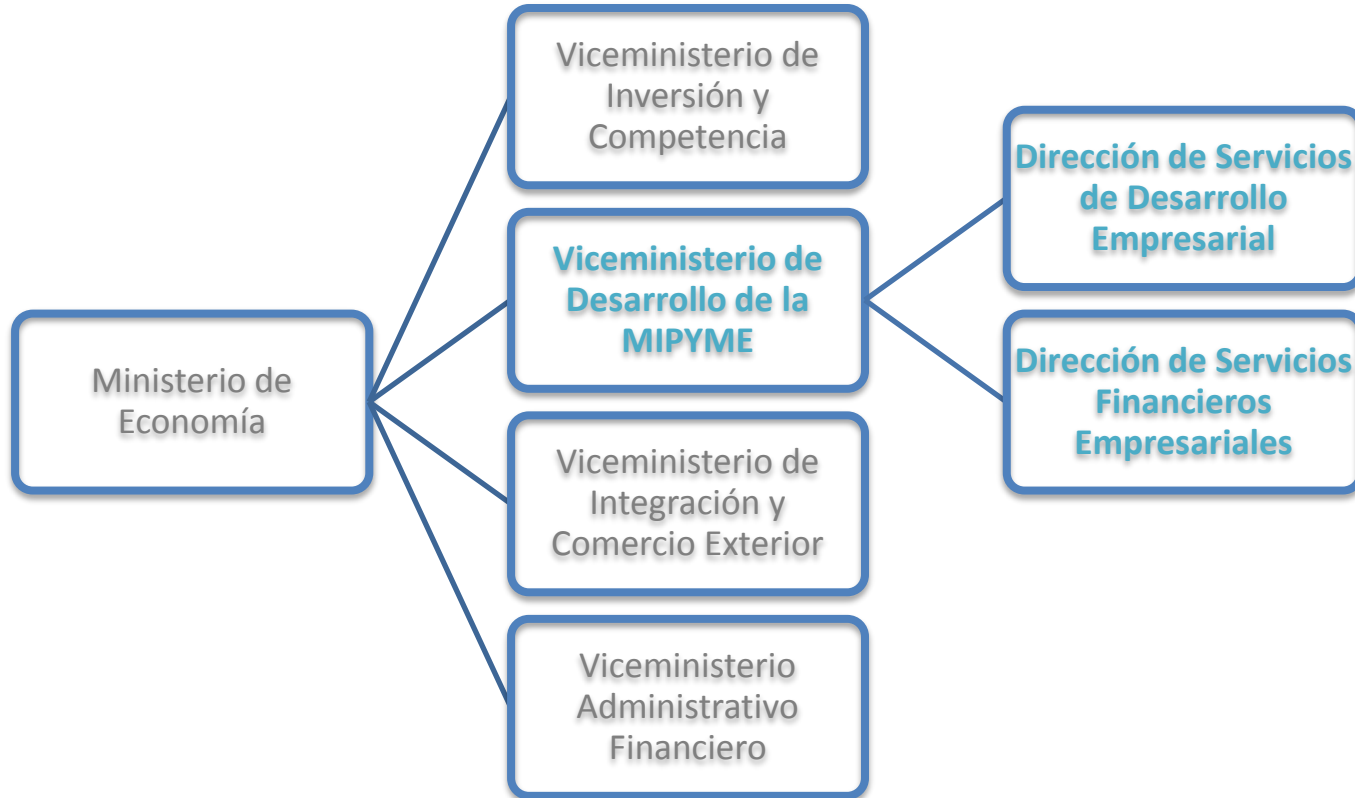 Ministerio de
Economía
Viceministerio de
Inversión y
Competencia
Viceministerio de
Desarrollo de la
MIPYME
Viceministerio de
Integración y
Comercio Exterior
Viceministerio
Administrativo
Financiero
Dirección de Servicios
de Desarrollo
Empresarial
Dirección de Servicios
Financieros
Empresariales